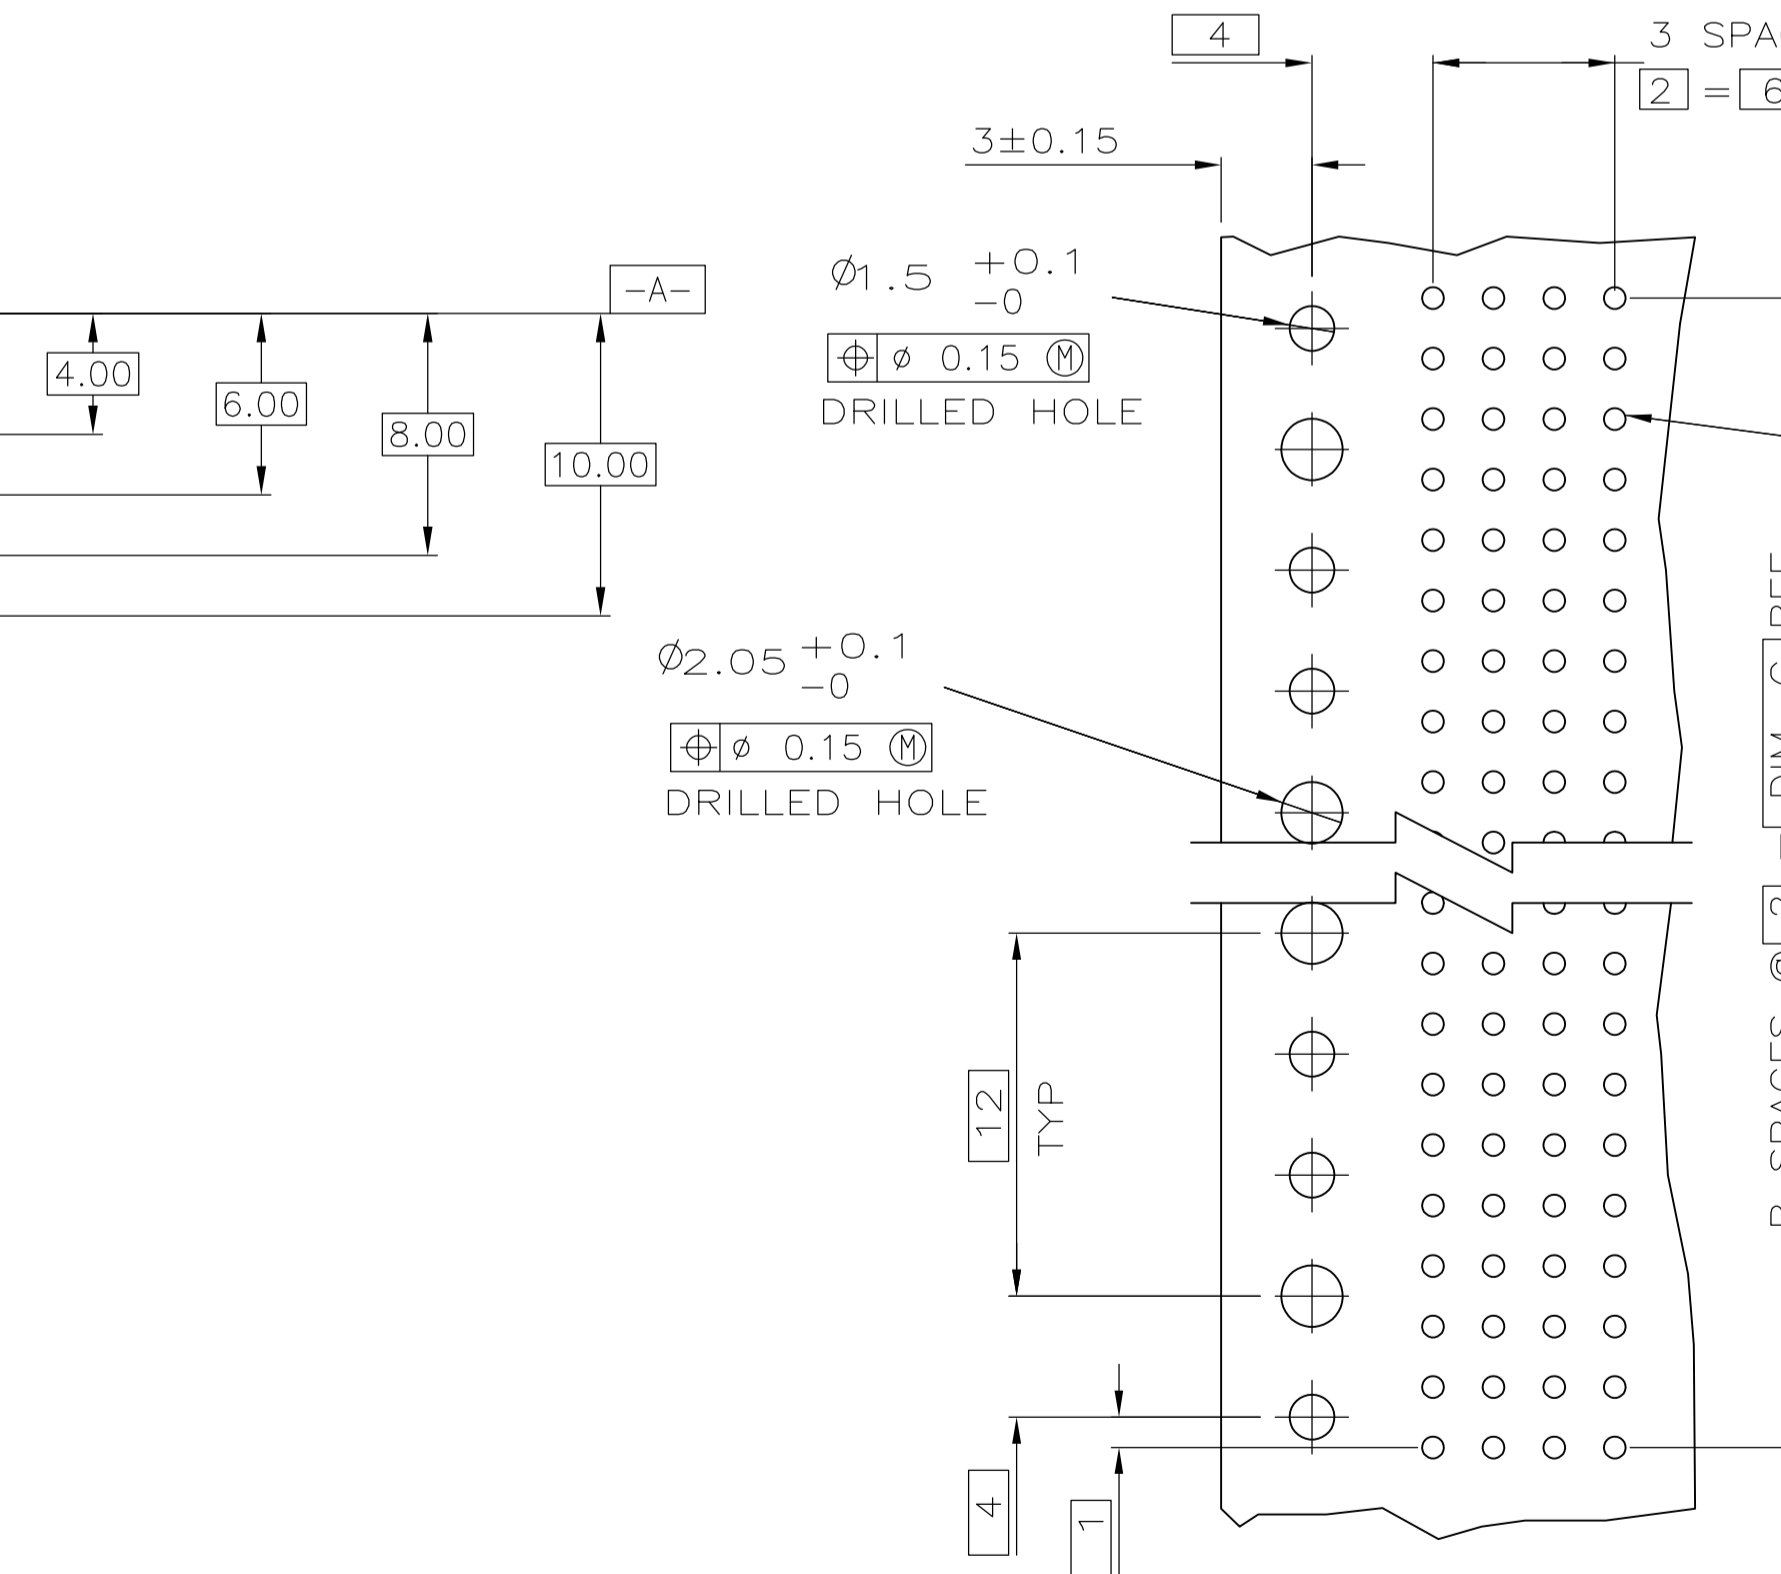 4
3 SPA
2 = 6
3±0.15
-A-
Ø1.5 +0.1
-0
⌖ ⌀ 0.15 Ⓜ
DRILLED HOLE
4.00
6.00
8.00
10.00
Ø2.05 +0.1
-0
⌖ ⌀ 0.15 Ⓜ
DRILLED HOLE
12
TYP
4
1